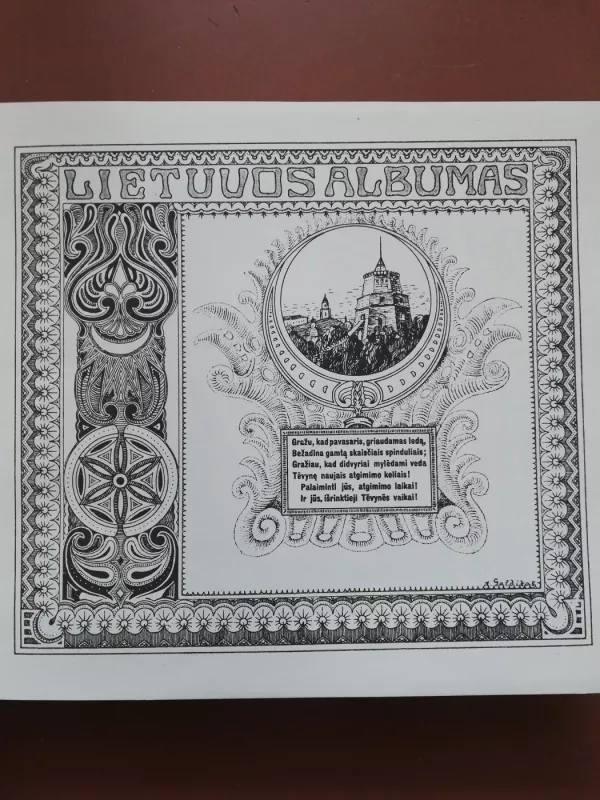 LIETUVOS ALBUMAS
Gražu, kad pavasaris, griaudamas ledą,
Bežadina gamtą skaisčiais spinduliais;
Gražiau, kad didvyriai mylėdami veda
Tėvynę naujais atgimimo keliais!
Palaiminti jūs, atgimimo laikai!
Ir jūs, išrinktieji Tėvynės vaikai!